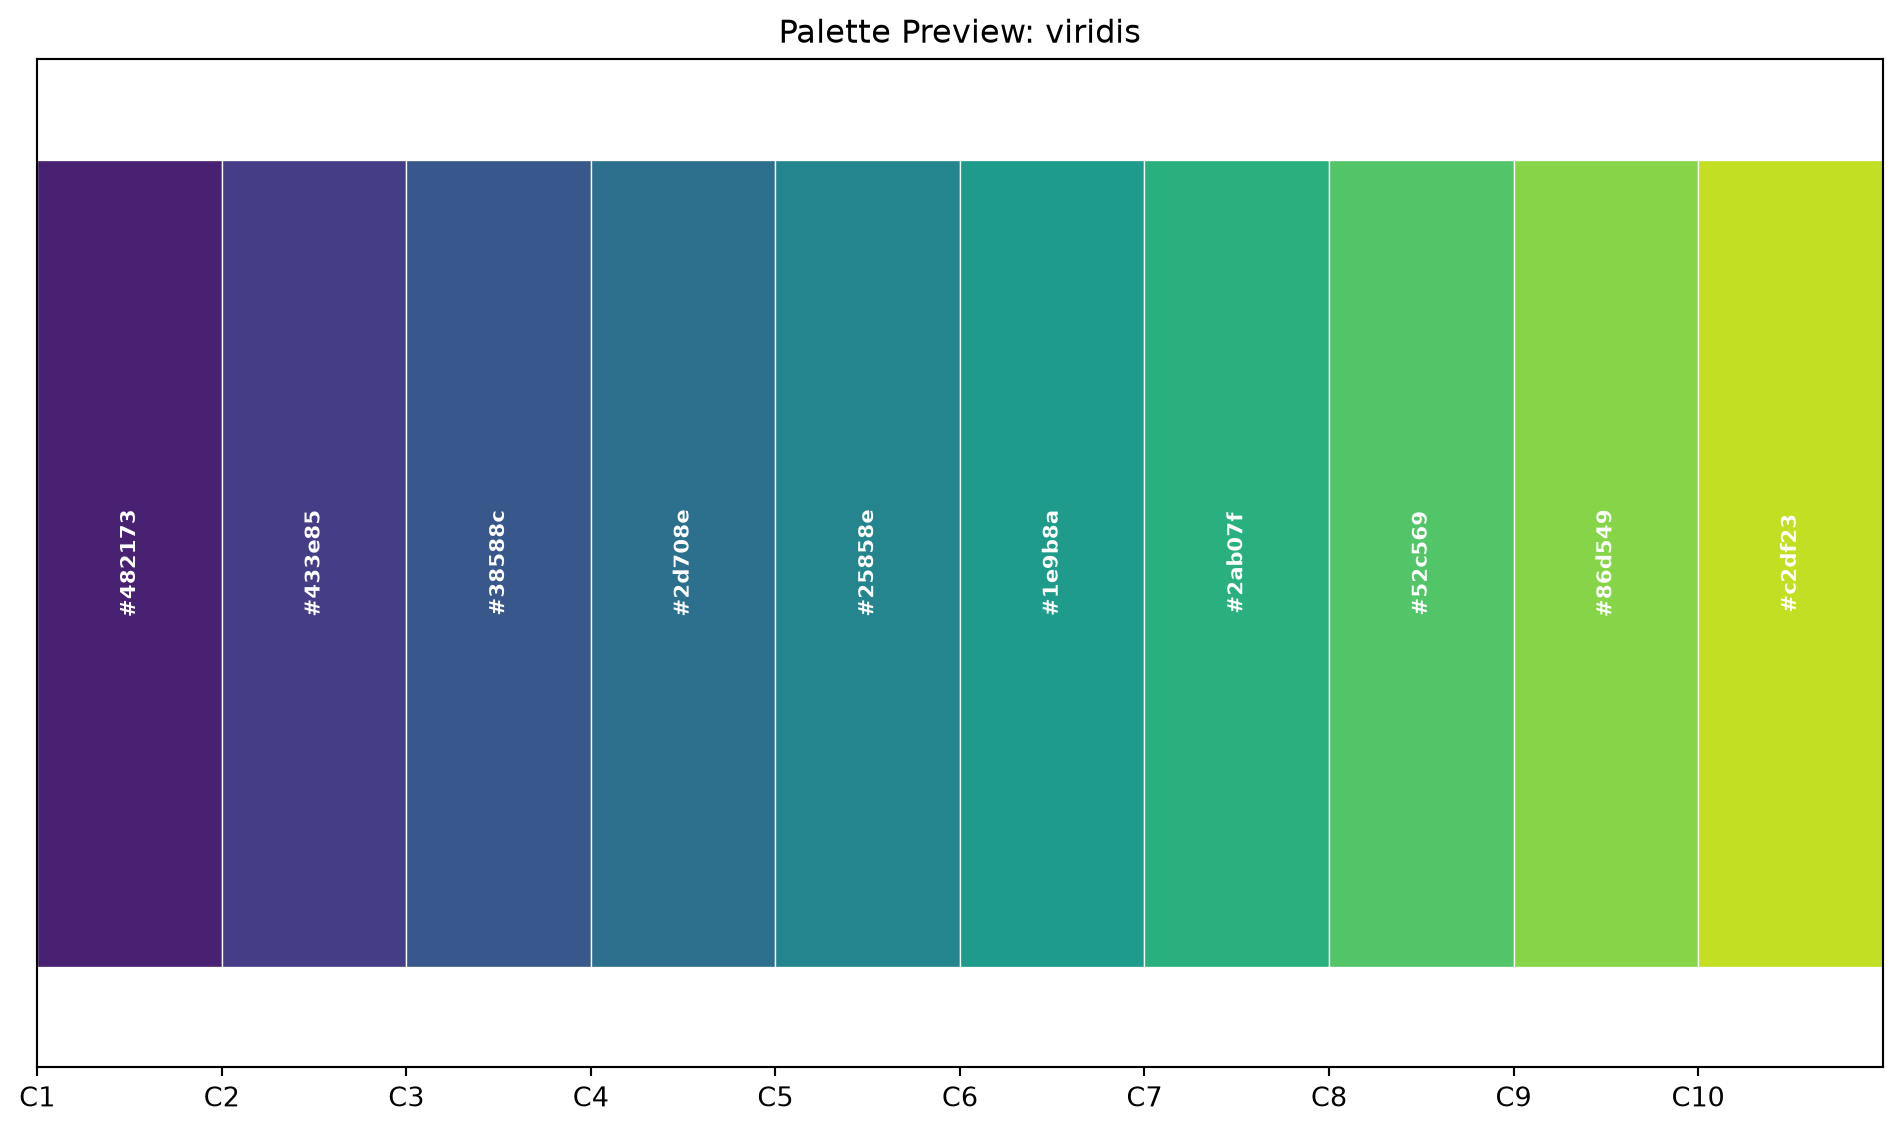 Palette Preview: viridis
#482173
#433e85
#38588c
#2d708e
#25858e
#1e9b8a
#2ab07f
#52c569
#86d549
#c2df23
C1 C2 C3 C4 C5 C6 C7 C8 C9 C10